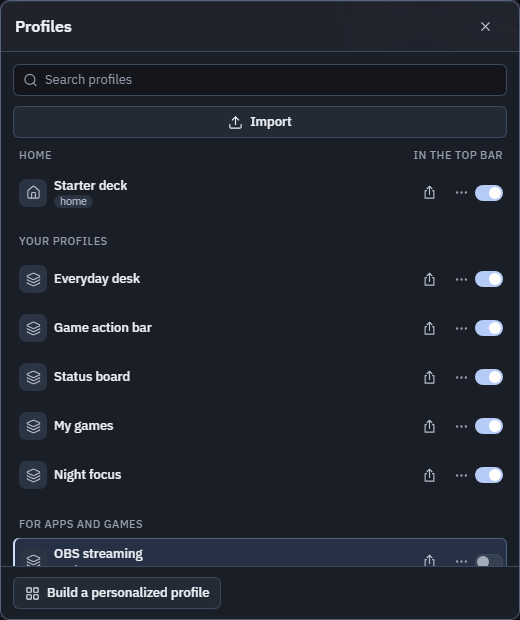 Profiles
Search profiles
Import
HOME
IN THE TOP BAR
Starter deck
home
YOUR PROFILES
Everyday desk
Game action bar
Status board
My games
Night focus
FOR APPS AND GAMES
OBS streaming
Build a personalized profile